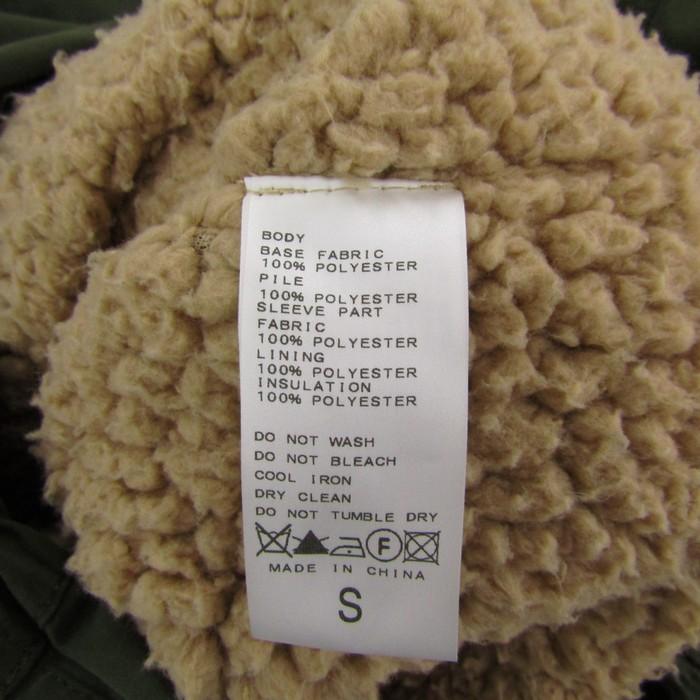 BODY
BASE FABRIC
100% POLYESTER
PILE
100% POLYESTER
SLEEVE PART
FABRIC
100% POLYESTER
LINING
100% POLYESTER
INSULATION
100% POLYESTER
DO NOT WASH
DO NOT BLEACH
COOL IRON
DRY CLEAN
DO NOT TUMBLE DRY
F
MADE IN CHINA
S